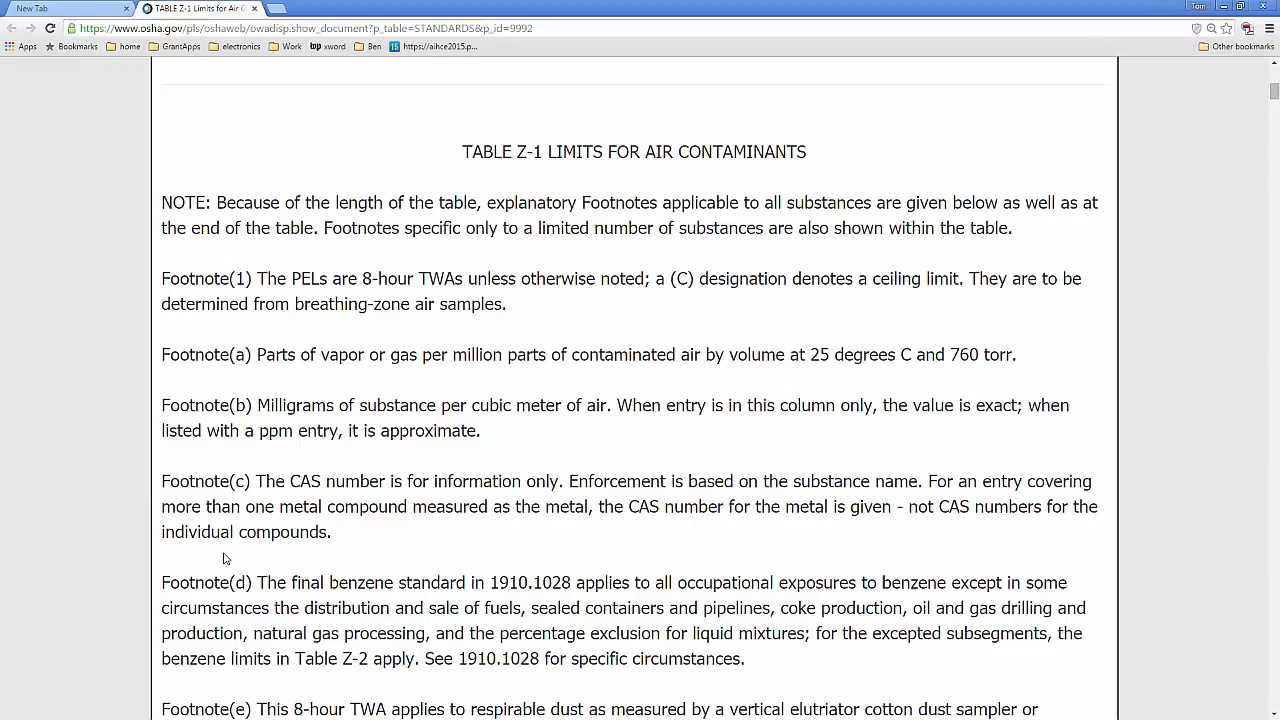 New Tab
TABLE Z-1 Limits for Air C
Tom
https://www.osha.gov/pls/oshaweb/owadisp.show_document?p_table=STANDARDS&p_id=9992
Apps Bookmarks home GrantApps electronics Work wp xword Ben 15 https://aihce2015.p... Other bookmarks
TABLE Z-1 LIMITS FOR AIR CONTAMINANTS
NOTE: Because of the length of the table, explanatory Footnotes applicable to all substances are given below as well as at
the end of the table. Footnotes specific only to a limited number of substances are also shown within the table.
Footnote(1) The PELs are 8-hour TWAs unless otherwise noted; a (C) designation denotes a ceiling limit. They are to be
determined from breathing-zone air samples.
Footnote(a) Parts of vapor or gas per million parts of contaminated air by volume at 25 degrees C and 760 torr.
Footnote(b) Milligrams of substance per cubic meter of air. When entry is in this column only, the value is exact; when
listed with a ppm entry, it is approximate.
Footnote(c) The CAS number is for information only. Enforcement is based on the substance name. For an entry covering
more than one metal compound measured as the metal, the CAS number for the metal is given - not CAS numbers for the
individual compounds.
Footnote(d) The final benzene standard in 1910.1028 applies to all occupational exposures to benzene except in some
circumstances the distribution and sale of fuels, sealed containers and pipelines, coke production, oil and gas drilling and
production, natural gas processing, and the percentage exclusion for liquid mixtures; for the excepted subsegments, the
benzene limits in Table Z-2 apply. See 1910.1028 for specific circumstances.
Footnote(e) This 8-hour TWA applies to respirable dust as measured by a vertical elutriator cotton dust sampler or